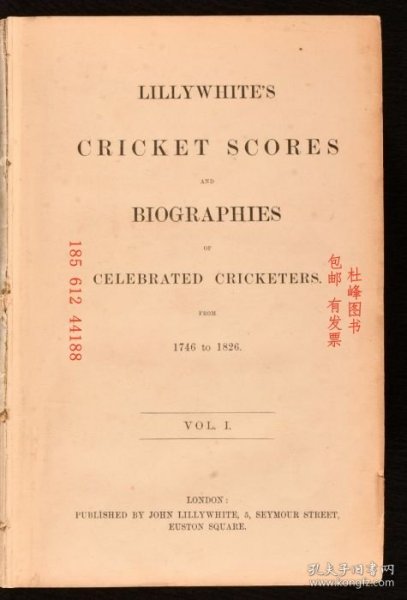 LILLYWHITE'S
CRICKET SCORES
AND
BIOGRAPHIES
OF
CELEBRATED CRICKETERS.
FROM
1746 to 1826.
VOL. I.
LONDON:
PUBLISHED BY JOHN LILLYWHITE, 5, SEYMOUR STREET,
EUSTON SQUARE.
185 612 44188
杜峰图书
包邮 有发票
孔夫子旧书网